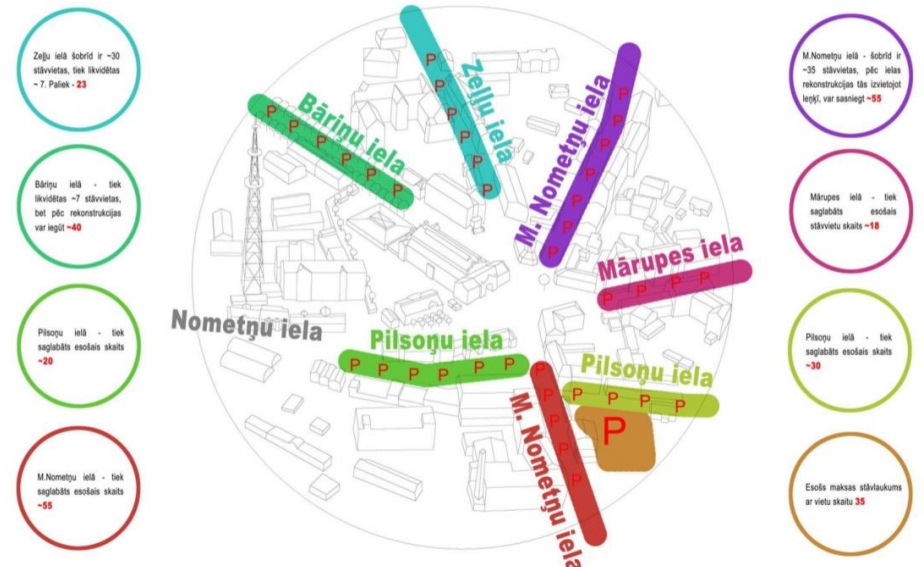 Zeļļu ielā šobrīd ir ~30
stāvvietas, tiek likvidētas
~ 7. Paliek - 23
Bāriņu ielā - tiek
likvidētas ~7 stāvvietas,
bet pēc rekonstrukcijas
var iegūt ~40
Pilsoņu ielā - tiek
saglabāts esošais skaits
~20
M.Nometņu ielā - tiek
saglabāts esošais skaits
~55
Zeļļu iela
P
P
P
P
P
P
Bāriņu iela
P
P
P
P
P
P
M. Nometņu iela
P
P
P
P
P
P
P
Mārupes iela
P
P
P
P
Nometņu iela
Pilsoņu iela
P
P
P
P
P
P
Pilsoņu iela
P
P
P
P
P
M. Nometņu iela
P
P
P
P
P
M.Nometņu ielā - šobrīd ir
~35 stāvvietas, pēc ielas
rekonstrukcijas tās izvietojot
leņķī, var sasniegt ~55
Mārupes ielā - tiek
saglabāts esošais
stāvvietu skaits ~18
Pilsoņu ielā - tiek
saglabāts esošais skaits
~30
Esošs maksas stāvlaukums
ar vietu skaitu 35